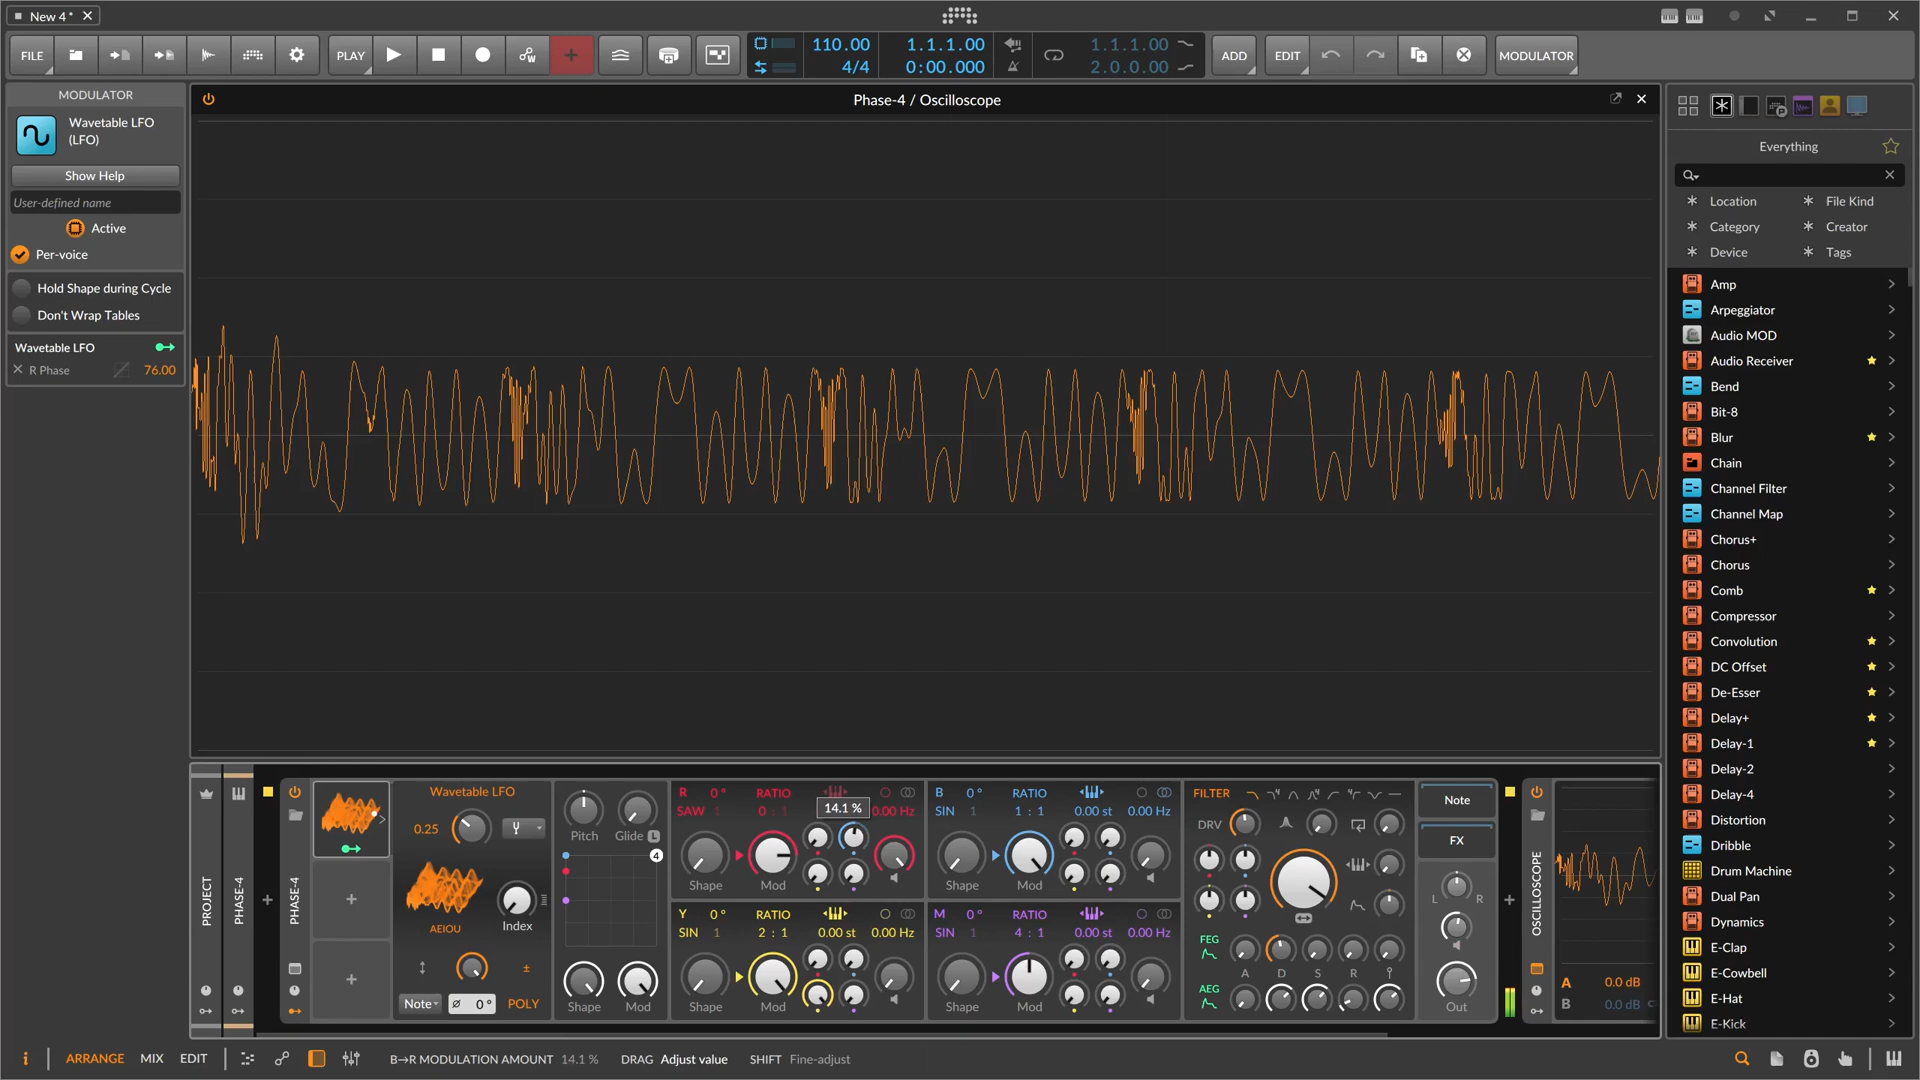 New 4 *
FILE
PLAY
110.00
4/4
1.1.1.00
0:00.000
1.1.1.00
2.0.0.00
ADD
EDIT
MODULATOR
MODULATOR
Wavetable LFO
(LFO)
Show Help
User-defined name
Active
Per-voice
Hold Shape during Cycle
Don't Wrap Tables
Wavetable LFO
R Phase 76.00
Phase-4 / Oscilloscope
Everything
Location
File Kind
Category
Creator
Device
Tags
Amp
Arpeggiator
Audio MOD
Audio Receiver
Bend
Bit-8
Blur
Chain
Channel Filter
Channel Map
Chorus+
Chorus
Comb
Compressor
Convolution
DC Offset
De-Esser
Delay+
Delay-1
Delay-2
Delay-4
Distortion
Dribble
Drum Machine
Dual Pan
Dynamics
E-Clap
E-Cowbell
E-Hat
E-Kick
PROJECT
PHASE-4
PHASE-4
Wavetable LFO
0.25
AEIOU
Index
Note
ø 0 °
POLY
Pitch
Glide L
4
Shape
Mod
R 0 ° RATIO
SAW 1 0 : 1 0.00 Hz
14.1 %
Shape
Mod
B 0 ° RATIO
SIN 1 1 : 1 0.00 st 0.00 Hz
Shape
Mod
Y 0 ° RATIO
SIN 1 2 : 1 0.00 st 0.00 Hz
Shape
Mod
M 0 ° RATIO
SIN 1 4 : 1 0.00 st 0.00 Hz
Shape
Mod
FILTER
DRV
FEG
A D S R
AEG
Note
FX
L R
Out
OSCILLOSCOPE
A 0.0 dB
B 0.0 dB
i
ARRANGE MIX EDIT
B→R MODULATION AMOUNT 14.1 % DRAG Adjust value SHIFT Fine-adjust